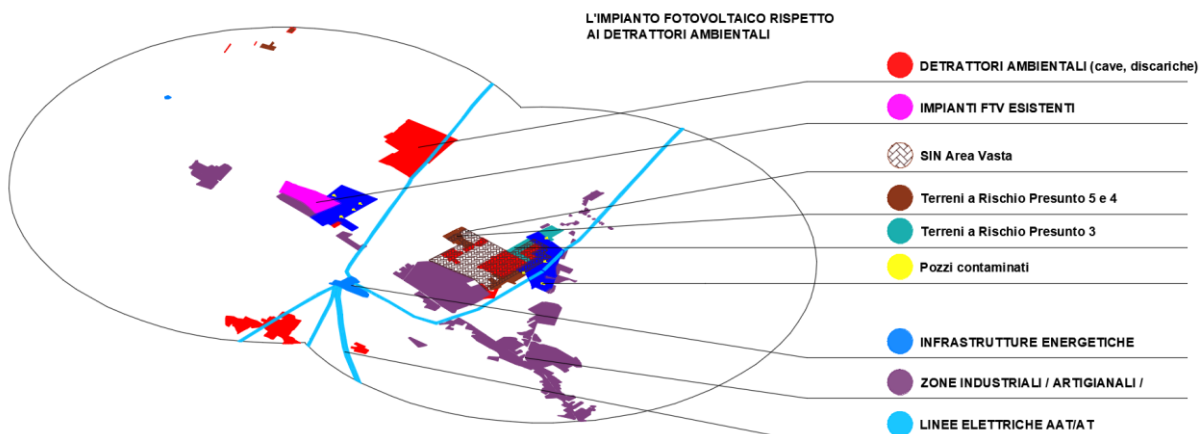 L'IMPIANTO FOTOVOLTAICO RISPETTO
AI DETRATTORI AMBIENTALI
DETRATTORI AMBIENTALI (cave, discariche)
IMPIANTI FTV ESISTENTI
SIN Area Vasta
Terreni a Rischio Presunto 5 e 4
Terreni a Rischio Presunto 3
Pozzi contaminati
INFRASTRUTTURE ENERGETICHE
ZONE INDUSTRIALI / ARTIGIANALI /
LINEE ELETTRICHE AAT/AT